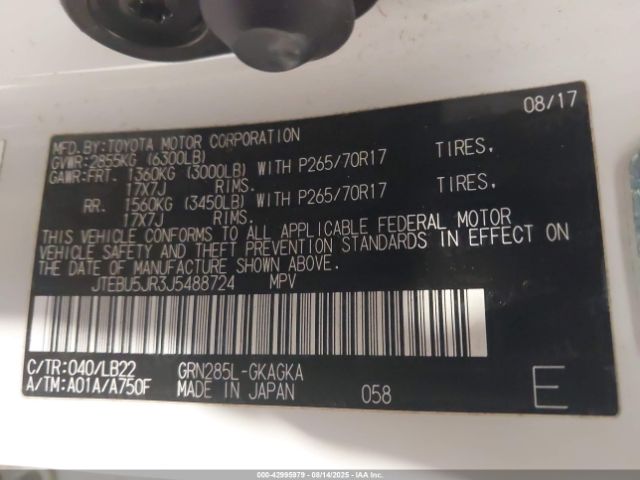 08/17
MFD.BY:TOYOTA MOTOR CORPORATION
GVWR:2855KG (6300LB)
GAWR:FRT. 1360KG (3000LB) WITH P265/70R17 TIRES,
17X7J RIMS.
RR. 1560KG (3450LB) WITH P265/70R17 TIRES,
17X7J RIMS.
THIS VEHICLE CONFORMS TO ALL APPLICABLE FEDERAL MOTOR
VEHICLE SAFETY AND THEFT PREVENTION STANDARDS IN EFFECT ON
THE DATE OF MANUFACTURE SHOWN ABOVE.
JTEBU5JR3J5488724 MPV
C/TR:040/LB22 GRN285L-GKAGKA
A/TM:A01A/A750F MADE IN JAPAN 058 E
000-42995979 - 08/14/2025 - IAA Inc.